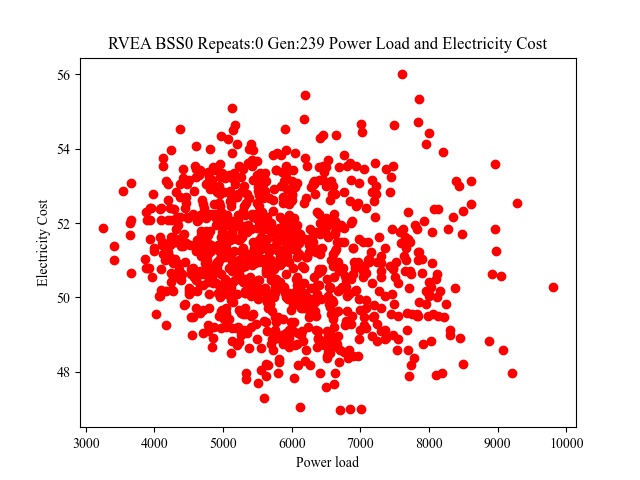 RVEA BSS0 Repeats:0 Gen:239 Power Load and Electricity Cost
56
54
52
50
48
Electricity Cost
3000 4000 5000 6000 7000 8000 9000 10000
Power load